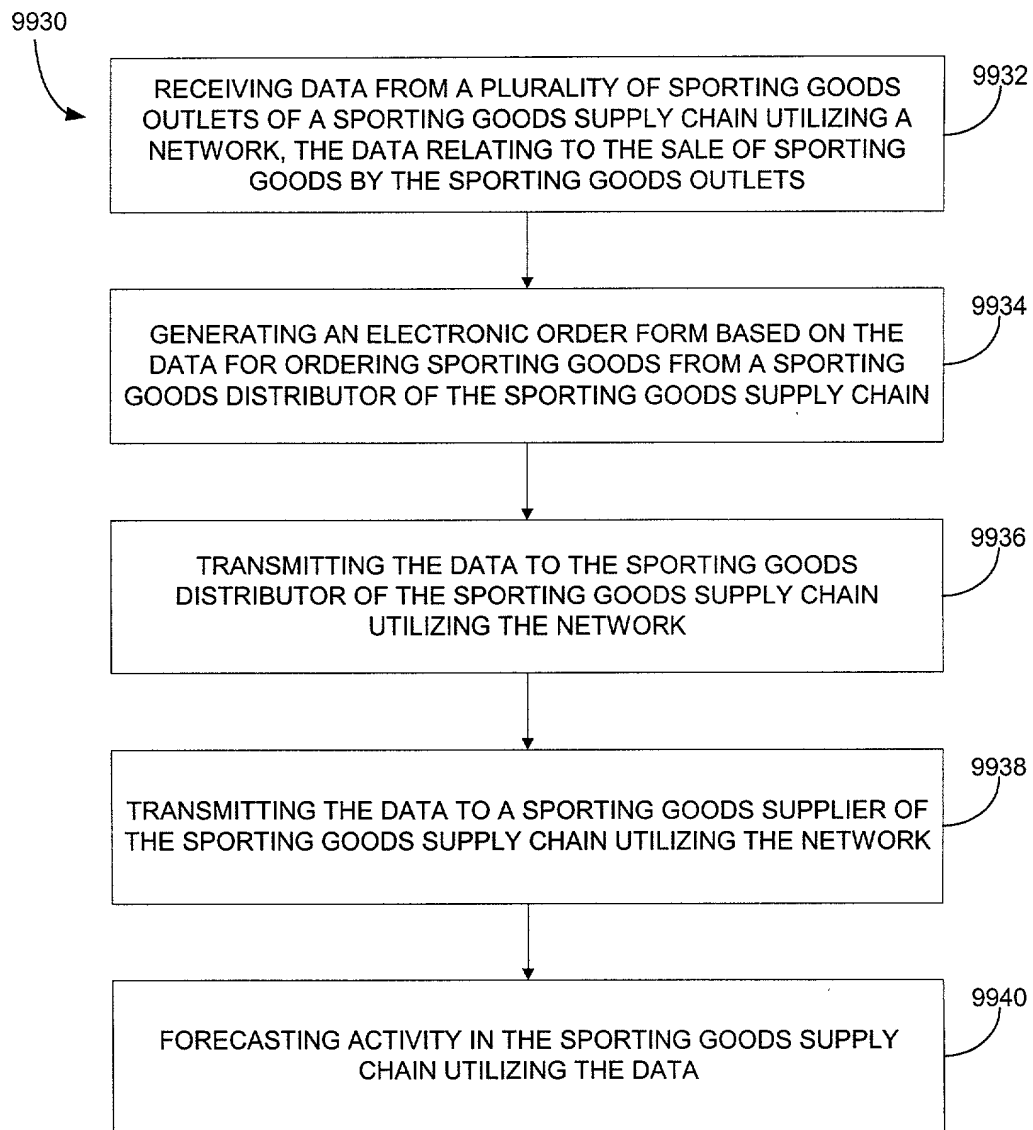 9930
RECEIVING DATA FROM A PLURALITY OF SPORTING GOODS
OUTLETS OF A SPORTING GOODS SUPPLY CHAIN UTILIZING A
NETWORK, THE DATA RELATING TO THE SALE OF SPORTING
GOODS BY THE SPORTING GOODS OUTLETS
9932
GENERATING AN ELECTRONIC ORDER FORM BASED ON THE
DATA FOR ORDERING SPORTING GOODS FROM A SPORTING
GOODS DISTRIBUTOR OF THE SPORTING GOODS SUPPLY CHAIN
9934
TRANSMITTING THE DATA TO THE SPORTING GOODS
DISTRIBUTOR OF THE SPORTING GOODS SUPPLY CHAIN
UTILIZING THE NETWORK
9936
TRANSMITTING THE DATA TO A SPORTING GOODS SUPPLIER OF
THE SPORTING GOODS SUPPLY CHAIN UTILIZING THE NETWORK
9938
FORECASTING ACTIVITY IN THE SPORTING GOODS SUPPLY
CHAIN UTILIZING THE DATA
9940